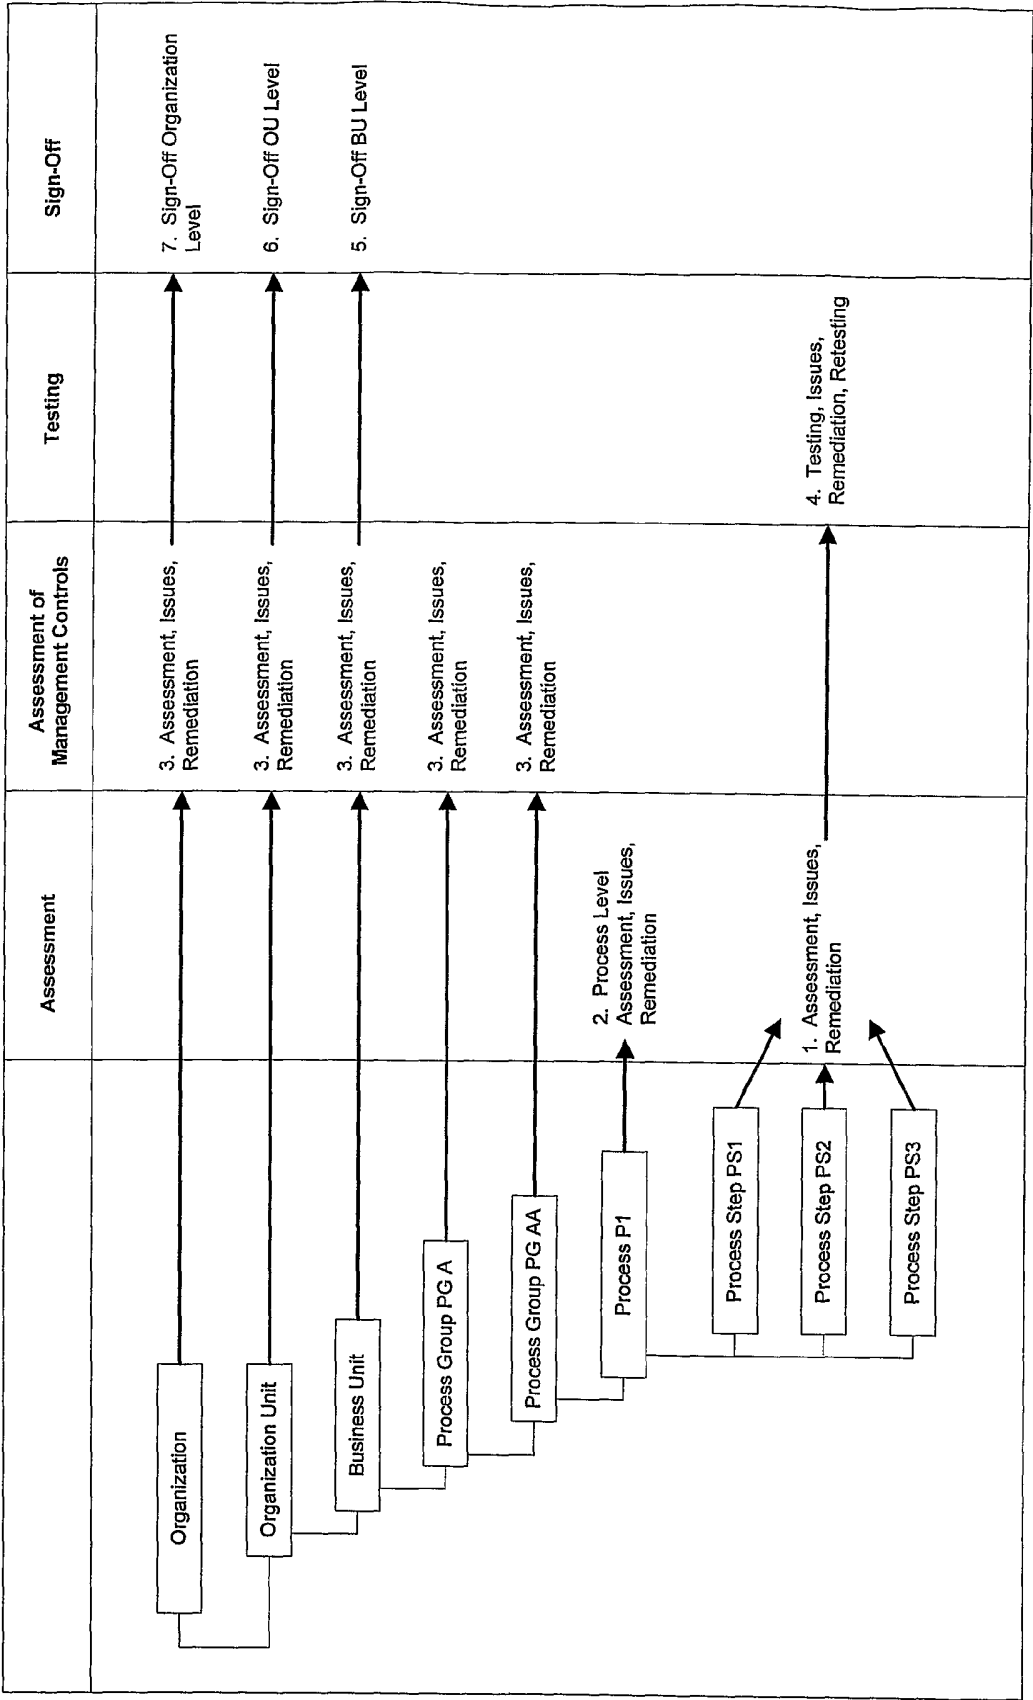 Assessment
Assessment of
Management Controls
Testing
Sign-Off
Organization
3. Assessment, Issues,
Remediation
7. Sign-Off Organization
Level
Organization Unit
3. Assessment, Issues,
Remediation
6. Sign-Off OU Level
Business Unit
3. Assessment, Issues,
Remediation
5. Sign-Off BU Level
Process Group PG A
3. Assessment, Issues,
Remediation
Process Group PG AA
3. Assessment, Issues,
Remediation
Process P1
2. Process Level
Assessment, Issues,
Remediation
Process Step PS1
Process Step PS2
Process Step PS3
1. Assessment, Issues,
Remediation
4. Testing, Issues,
Remediation, Retesting